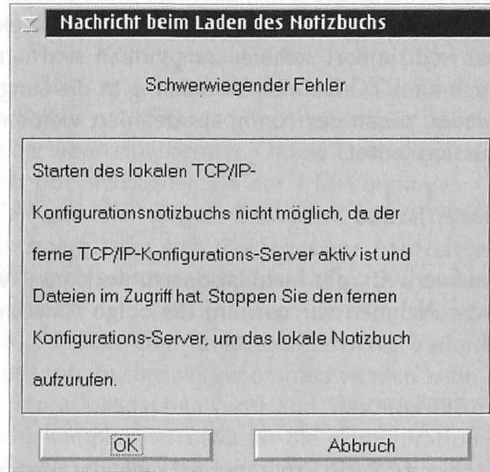 Nachricht beim Laden des Notizbuchs
Schwerwiegender Fehler
Starten des lokalen TCP/IP-
Konfigurationsnotizbuchs nicht möglich, da der
ferne TCP/IP-Konfigurations-Server aktiv ist und
Dateien im Zugriff hat. Stoppen Sie den fernen
Konfigurations-Server, um das lokale Notizbuch
aufzurufen.
OK
Abbruch